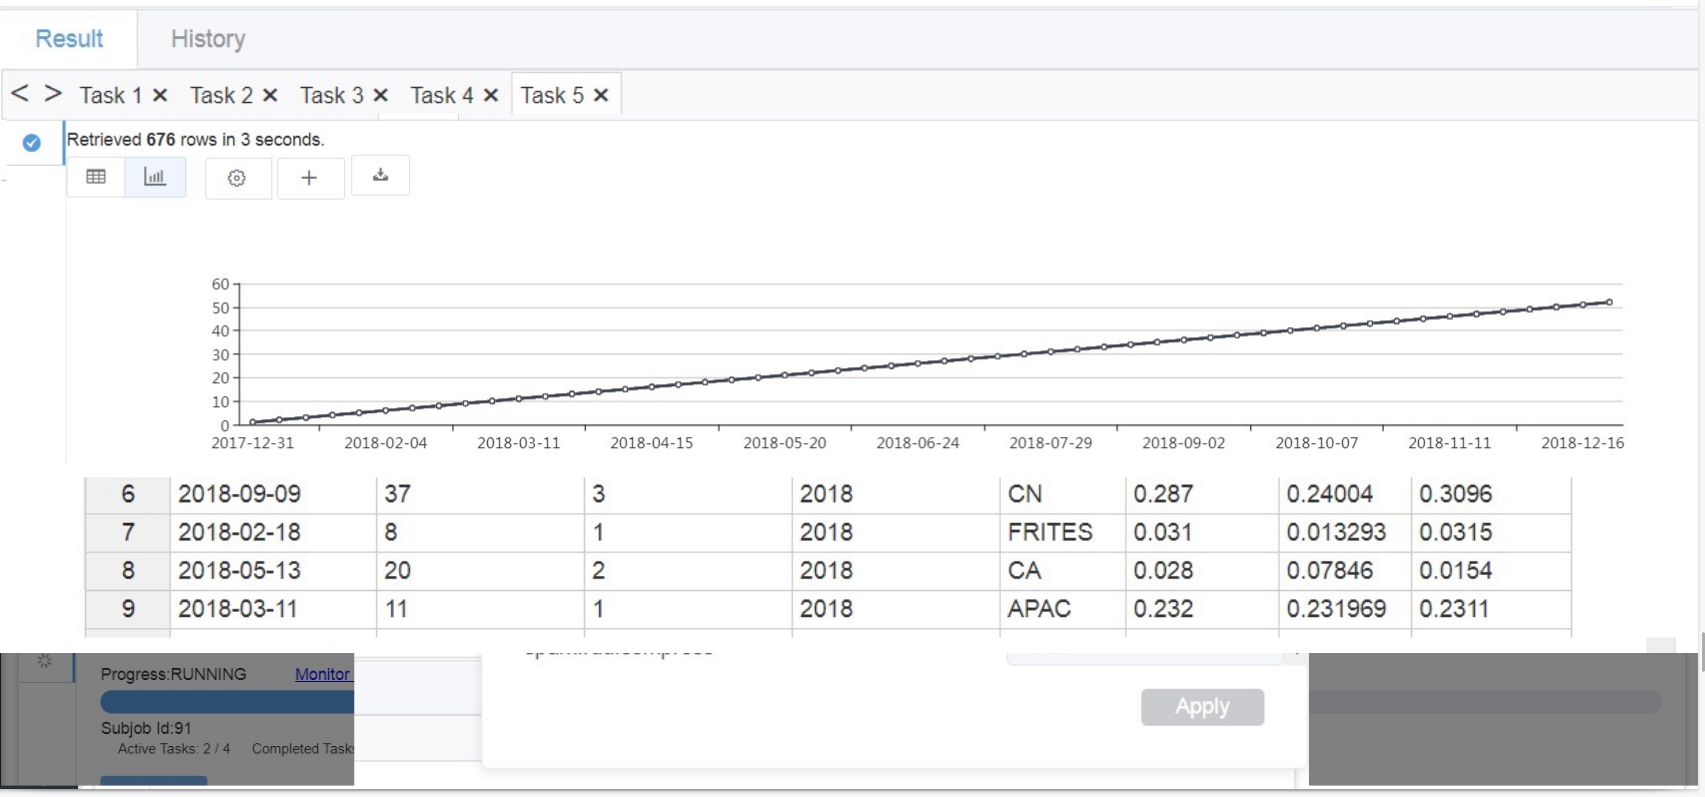 Result History
< > Task 1 × Task 2 × Task 3 × Task 4 × Task 5 ×
Retrieved 676 rows in 3 seconds.
60
50
40
30
20
10
0
2017-12-31 2018-02-04 2018-03-11 2018-04-15 2018-05-20 2018-06-24 2018-07-29 2018-09-02 2018-10-07 2018-11-11 2018-12-16
6 2018-09-09 37 3 2018 CN 0.287 0.24004 0.3096
7 2018-02-18 8 1 2018 FRITES 0.031 0.013293 0.0315
8 2018-05-13 20 2 2018 CA 0.028 0.07846 0.0154
9 2018-03-11 11 1 2018 APAC 0.232 0.231969 0.2311
Progress:RUNNING Monitor
Apply
Subjob Id:91
Active Tasks: 2 / 4 Completed Tasks